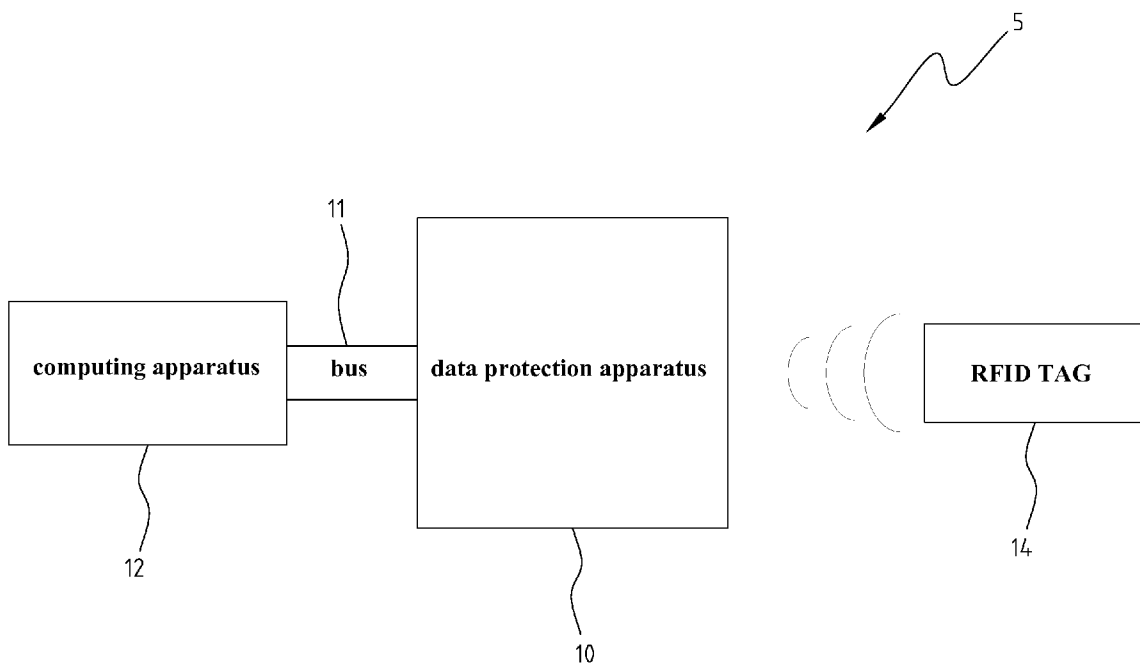 5
11
computing apparatus
bus
data protection apparatus
RFID TAG
12
14
10